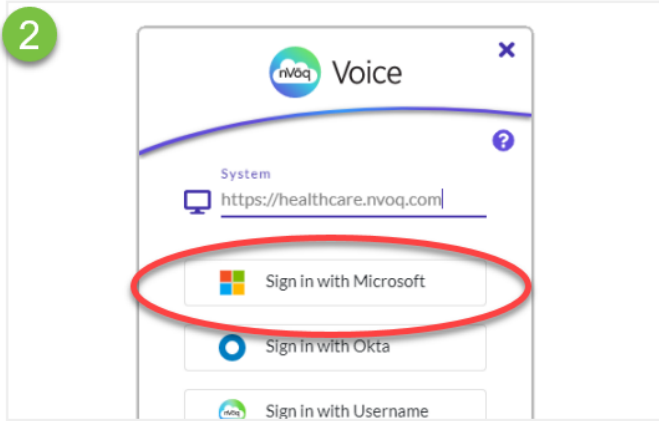 2
nVoq Voice
System
https://healthcare.nvoq.com
Sign in with Microsoft
Sign in with Okta
nVoq Sign in with Username